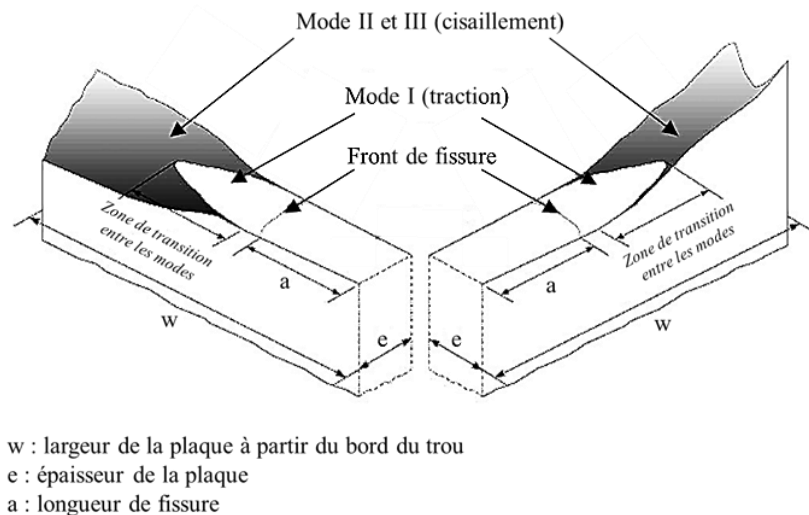 Mode II et III (cisaillement)
Mode I (traction)
Front de fissure
Zone de transition
entre les modes
a
w
e
e
a
Zone de transition
entre les modes
w
w : largeur de la plaque à partir du bord du trou
e : épaisseur de la plaque
a : longueur de fissure